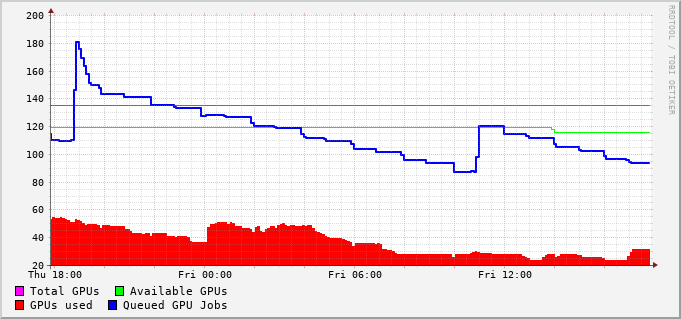 200
180
160
140
120
100
80
60
40
20
Thu 18:00 Fri 00:00 Fri 06:00 Fri 12:00
Total GPUs Available GPUs
GPUs used Queued GPU Jobs
RRDTOOL / TOBI OETIKER